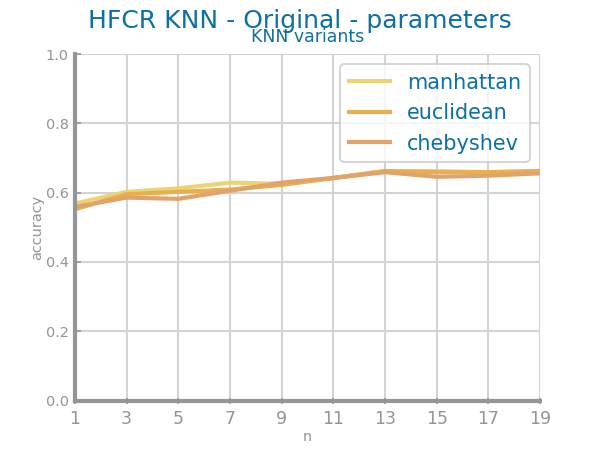 HFCR KNN - Original - parameters
KNN variants
manhattan
euclidean
chebyshev
accuracy
1.0
0.8
0.6
0.4
0.2
0.0
1 3 5 7 9 11 13 15 17 19
n